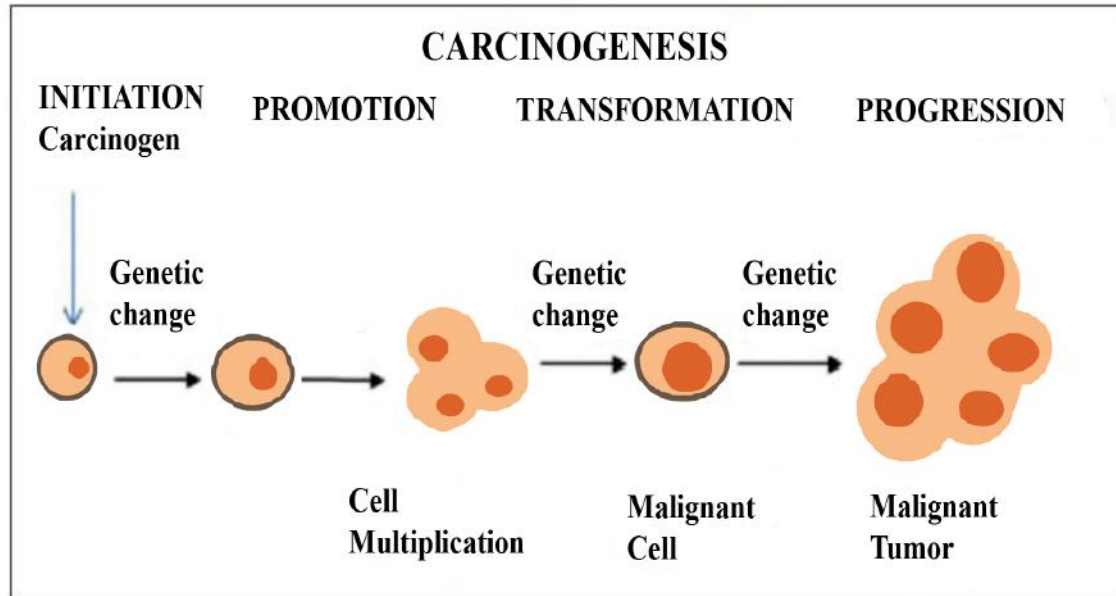 CARCINOGENESIS
INITIATION
Carcinogen
PROMOTION
TRANSFORMATION
PROGRESSION
Genetic
change
Genetic
change
Genetic
change
Cell
Multiplication
Malignant
Cell
Malignant
Tumor